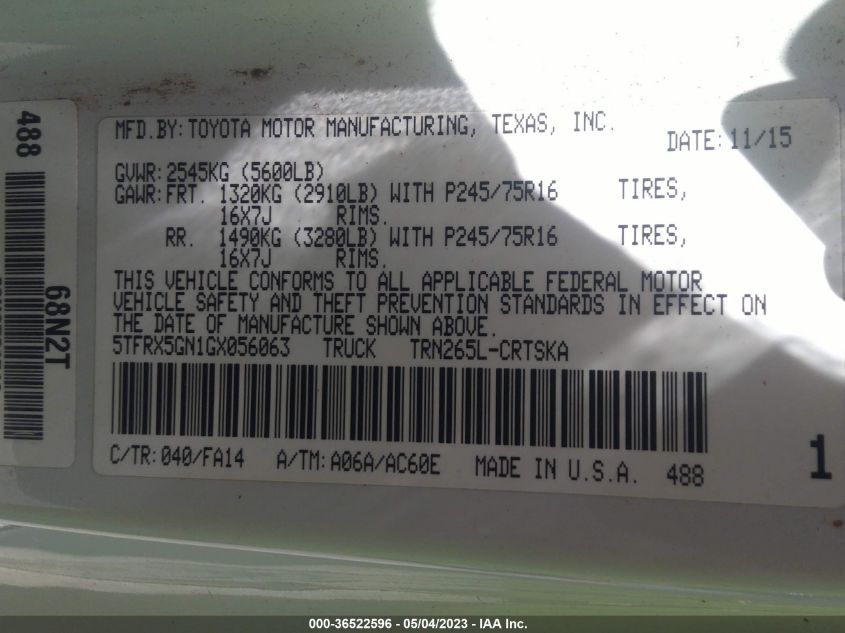 MFD.BY: TOYOTA MOTOR MANUFACTURING, TEXAS, INC.
DATE: 11/15
GVWR: 2545KG (5600LB)
GAWR: FRT. 1320KG (2910LB) WITH P245/75R16 TIRES,
16X7J RIMS.
RR. 1490KG (3280LB) WITH P245/75R16 TIRES,
16X7J RIMS.
THIS VEHICLE CONFORMS TO ALL APPLICABLE FEDERAL MOTOR
VEHICLE SAFETY AND THEFT PREVENTION STANDARDS IN EFFECT ON
THE DATE OF MANUFACTURE SHOWN ABOVE.
5TFRX5GN1GX056063 TRUCK TRN265L-CRTSKA
C/TR: 040/FA14 A/TM: A06A/AC60E MADE IN U.S.A. 488
1
488
68N2T
000-36522596 - 05/04/2023 - IAA Inc.